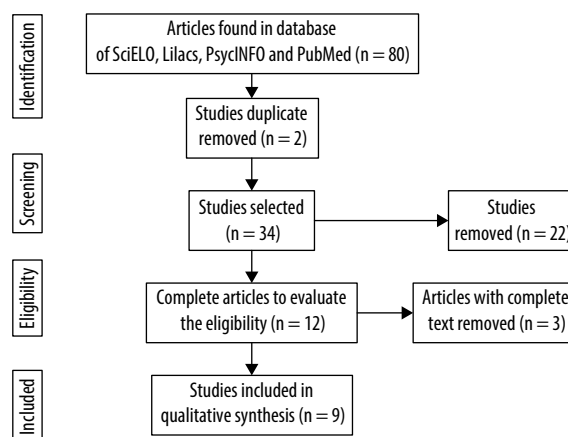 Identification
Articles found in database
of SciELO, Lilacs, PsycINFO and PubMed (n = 80)
Studies duplicate
removed (n = 2)
Screening
Studies selected
(n = 34)
Studies
removed (n = 22)
Eligibility
Complete articles to evaluate
the eligibility (n = 12)
Articles with complete
text removed (n = 3)
Included
Studies included in
qualitative synthesis (n = 9)